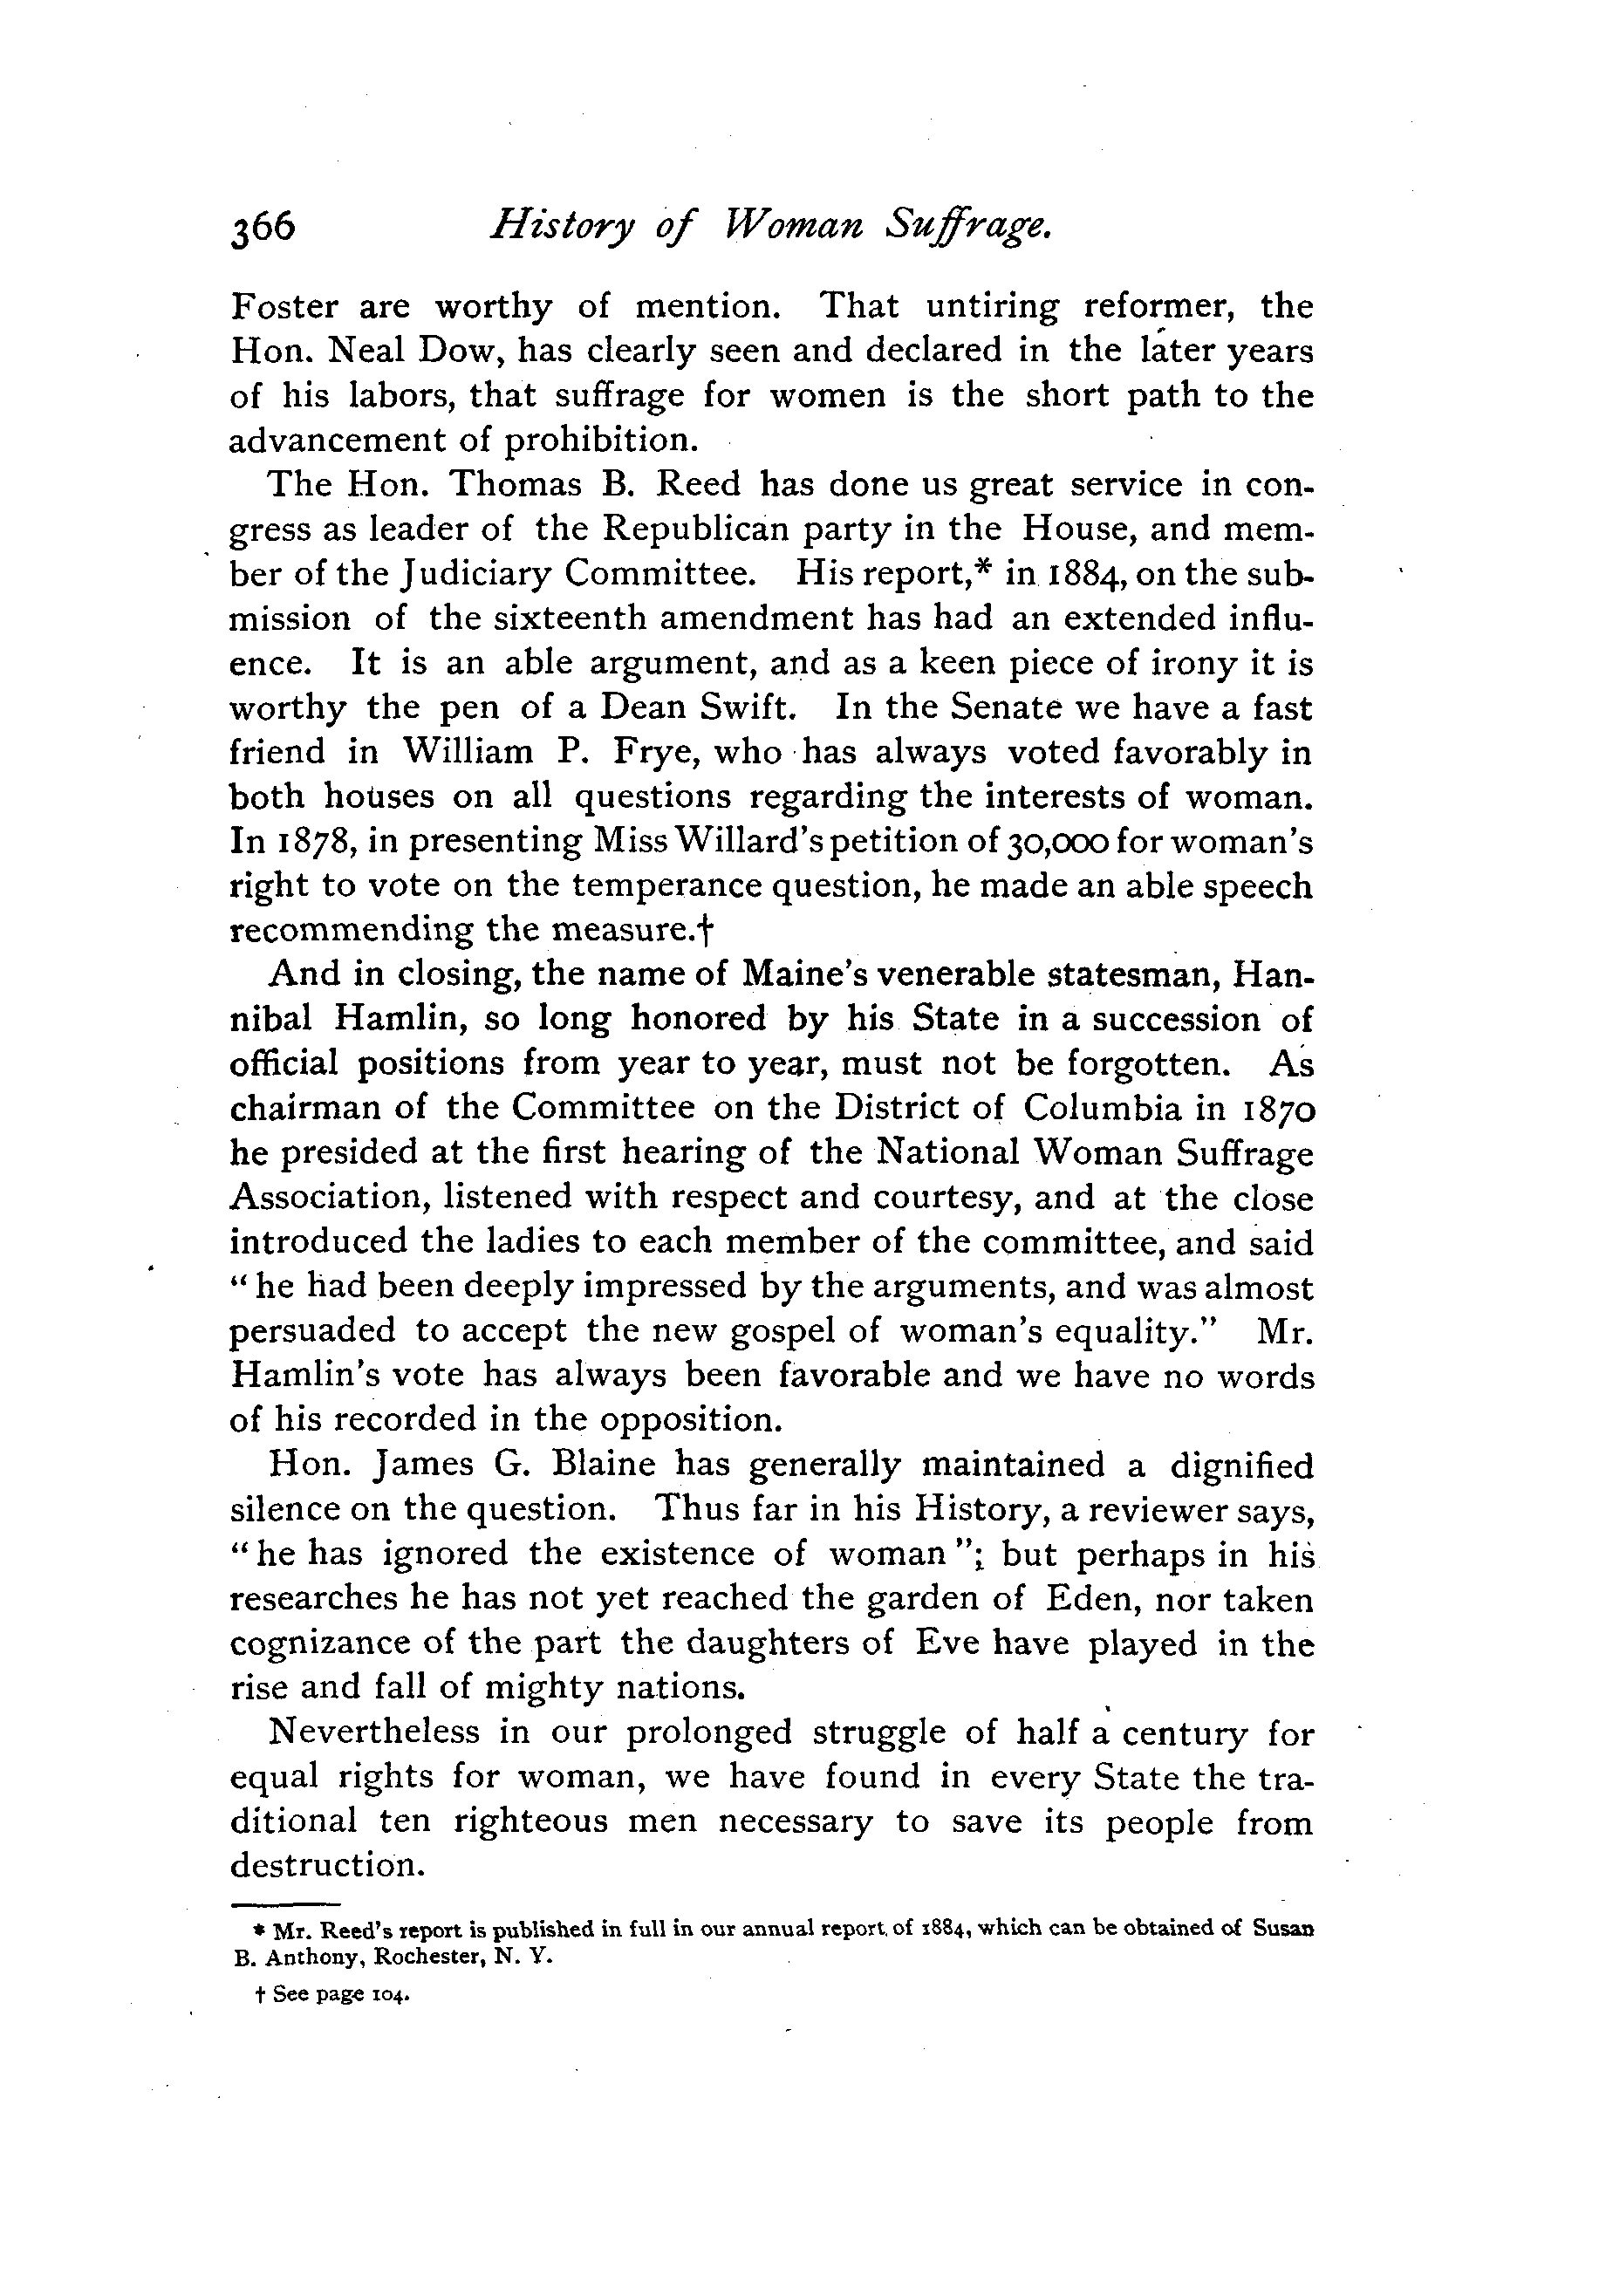 366 History of Woman Suffrage.
Foster are worthy of mention. That untiring reformer, the
Hon. Neal Dow, has clearly seen and declared in the later years
of his labors, that suffrage for women is the short path to the
advancement of prohibition.
The Hon. Thomas B. Reed has done us great service in con-
gress as leader of the Republican party in the House, and mem-
ber of the Judiciary Committee. His report,* in 1884, on the sub-
mission of the sixteenth amendment has had an extended influ-
ence. It is an able argument, and as a keen piece of irony it is
worthy the pen of a Dean Swift. In the Senate we have a fast
friend in William P. Frye, who has always voted favorably in
both houses on all questions regarding the interests of woman.
In 1878, in presenting Miss Willard's petition of 30,000 for woman's
right to vote on the temperance question, he made an able speech
recommending the measure.†
And in closing, the name of Maine's venerable statesman, Han-
nibal Hamlin, so long honored by his State in a succession of
official positions from year to year, must not be forgotten. As
chairman of the Committee on the District of Columbia in 1870
he presided at the first hearing of the National Woman Suffrage
Association, listened with respect and courtesy, and at the close
introduced the ladies to each member of the committee, and said
"he had been deeply impressed by the arguments, and was almost
persuaded to accept the new gospel of woman's equality." Mr.
Hamlin's vote has always been favorable and we have no words
of his recorded in the opposition.
Hon. James G. Blaine has generally maintained a dignified
silence on the question. Thus far in his History, a reviewer says,
"he has ignored the existence of woman"; but perhaps in his
researches he has not yet reached the garden of Eden, nor taken
cognizance of the part the daughters of Eve have played in the
rise and fall of mighty nations.
Nevertheless in our prolonged struggle of half a century for
equal rights for woman, we have found in every State the tra-
ditional ten righteous men necessary to save its people from
destruction.
* Mr. Reed's report is published in full in our annual report of 1884, which can be obtained of Susan
B. Anthony, Rochester, N. Y.
† See page 104.